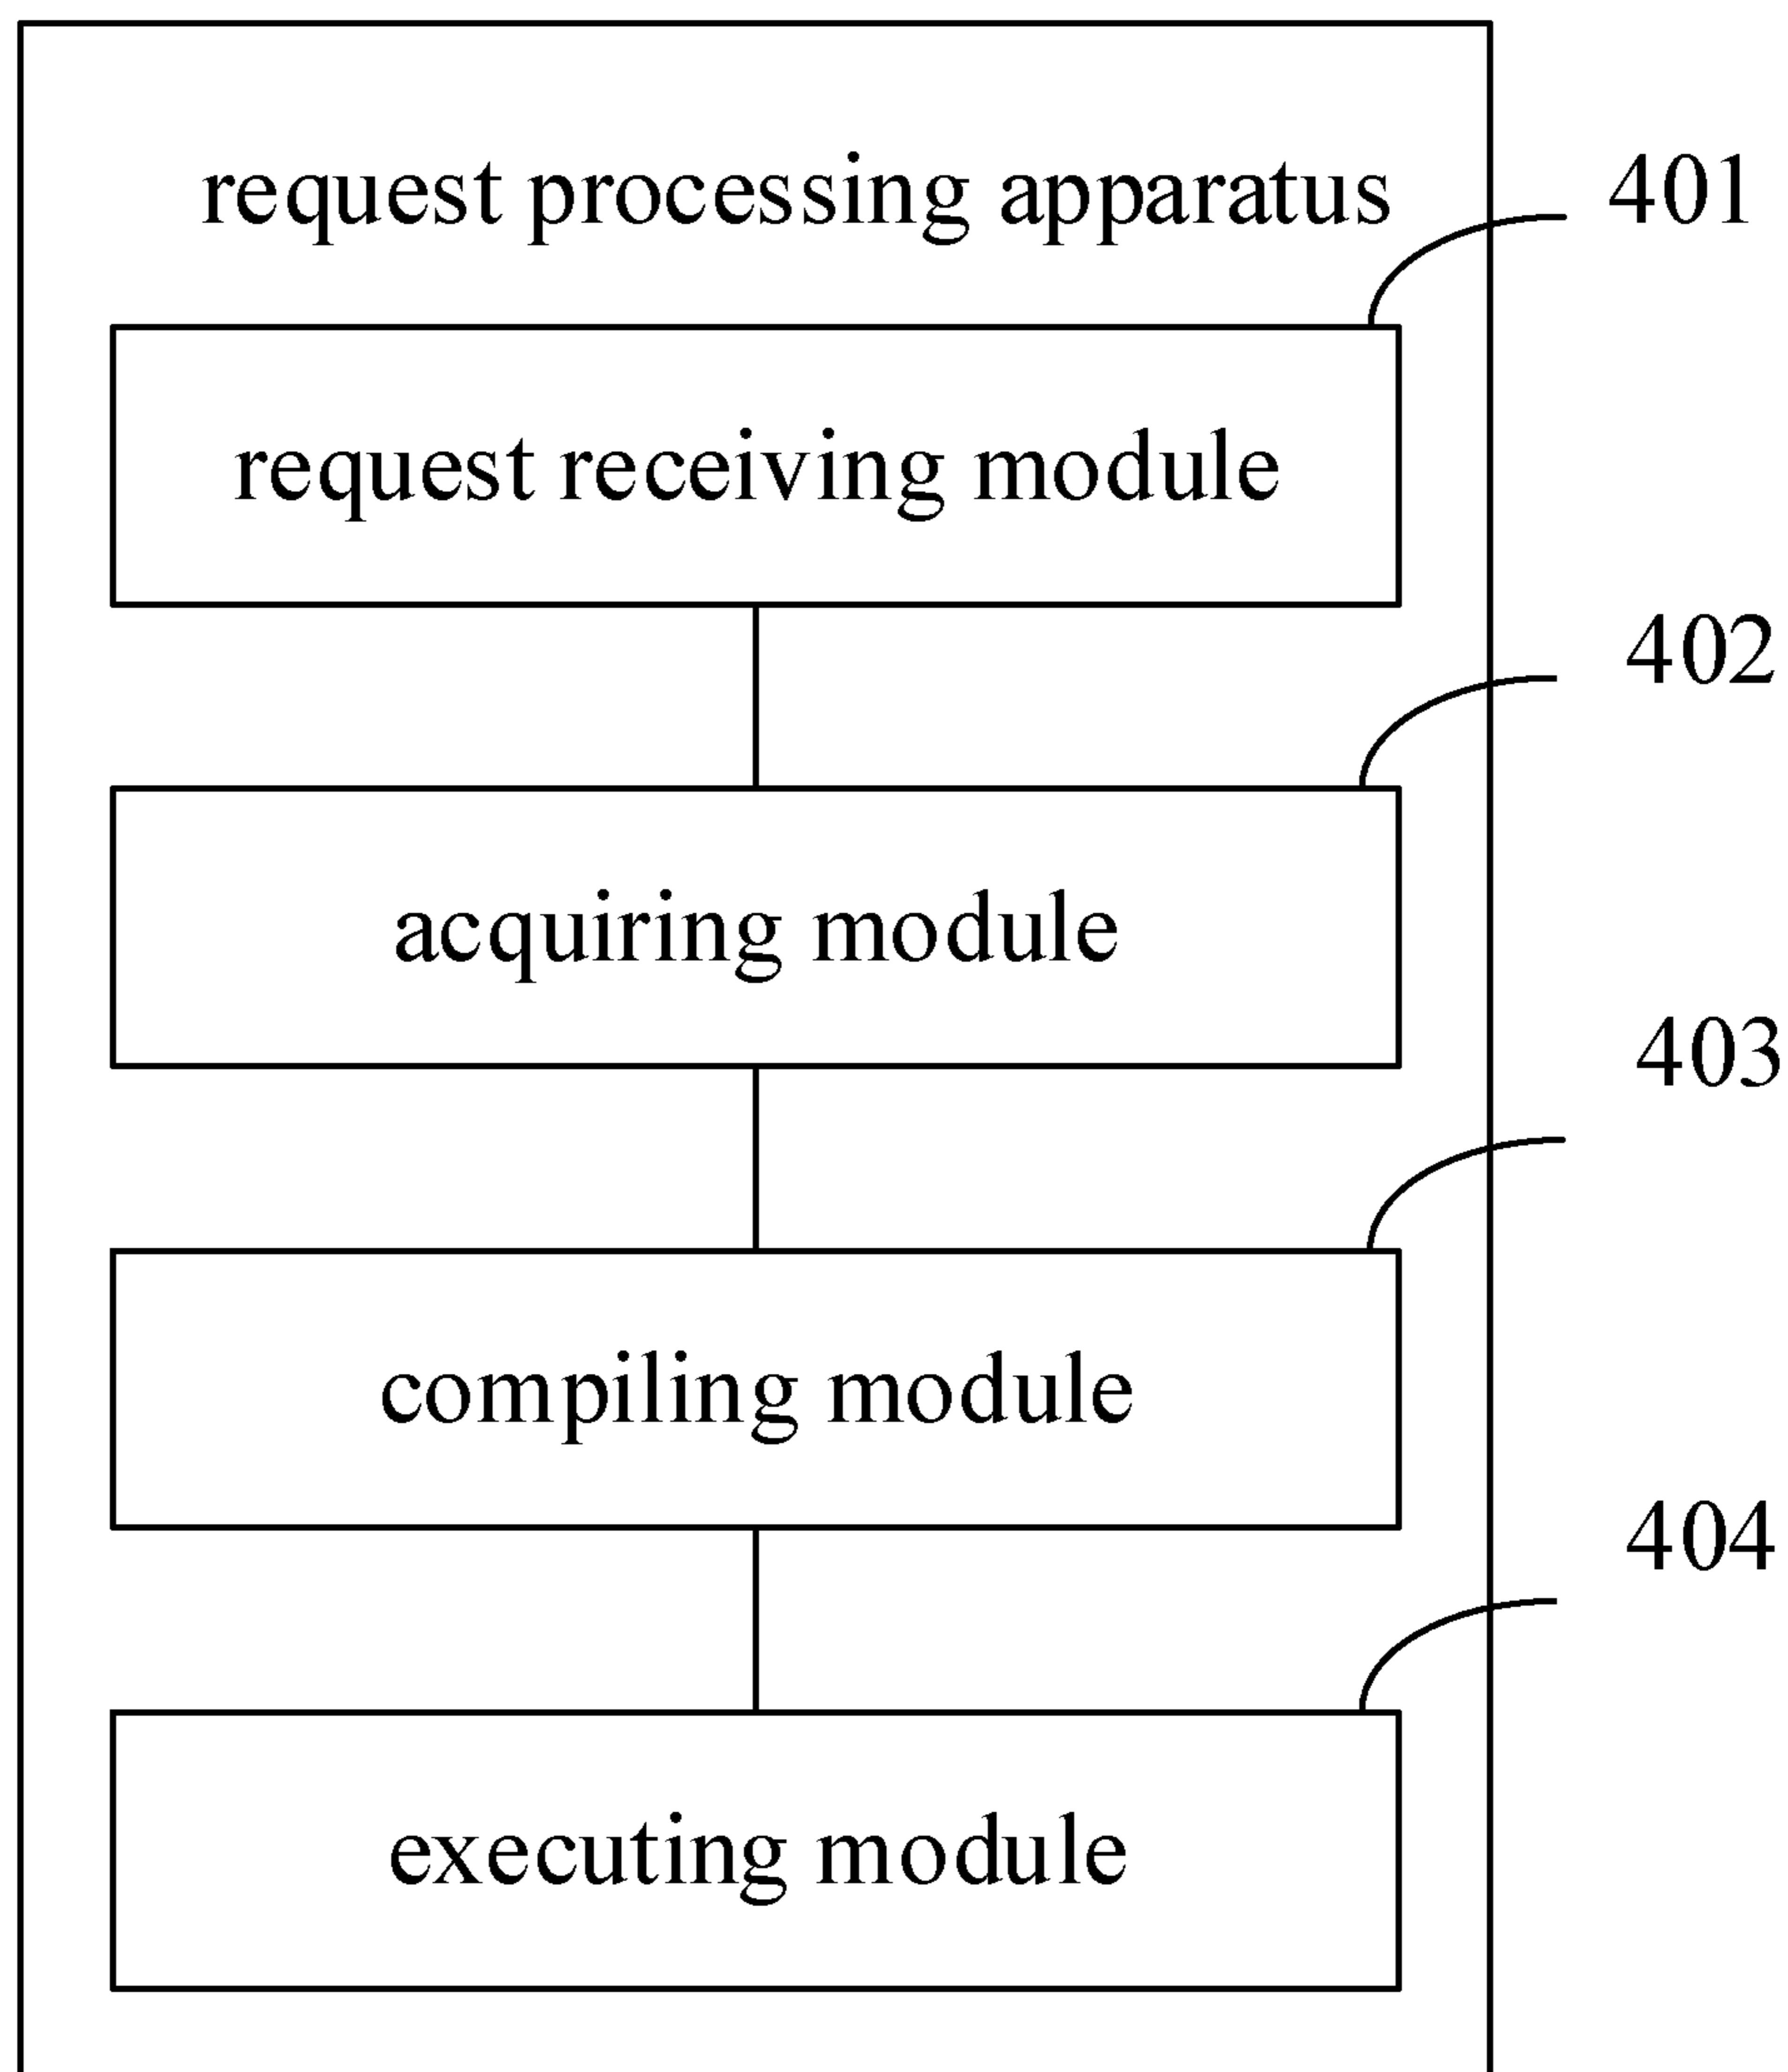 request processing apparatus
401
request receiving module
402
acquiring module
403
compiling module
404
executing module